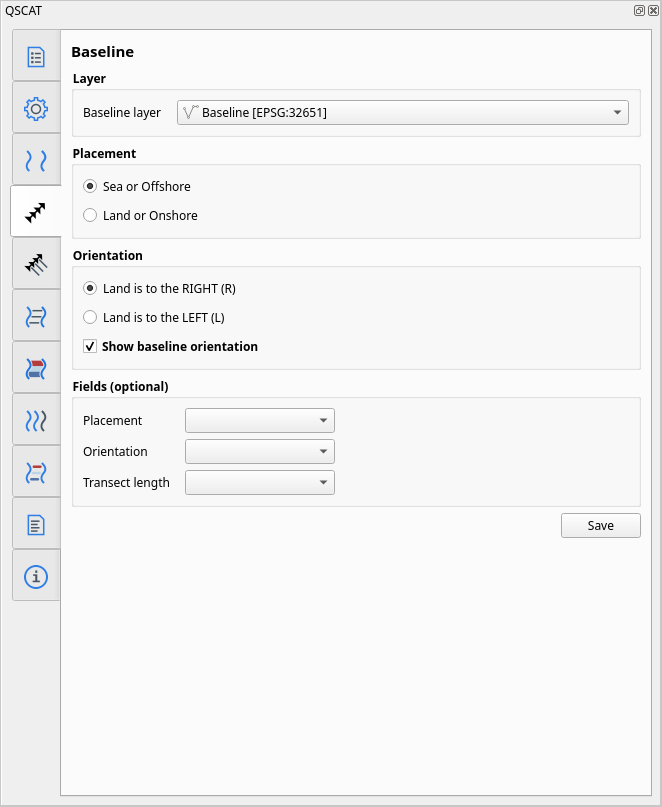 QSCAT
Baseline
Layer
Baseline layer Baseline [EPSG:32651]
Placement
Sea or Offshore
Land or Onshore
Orientation
Land is to the RIGHT (R)
Land is to the LEFT (L)
Show baseline orientation
Fields (optional)
Placement
Orientation
Transect length
Save